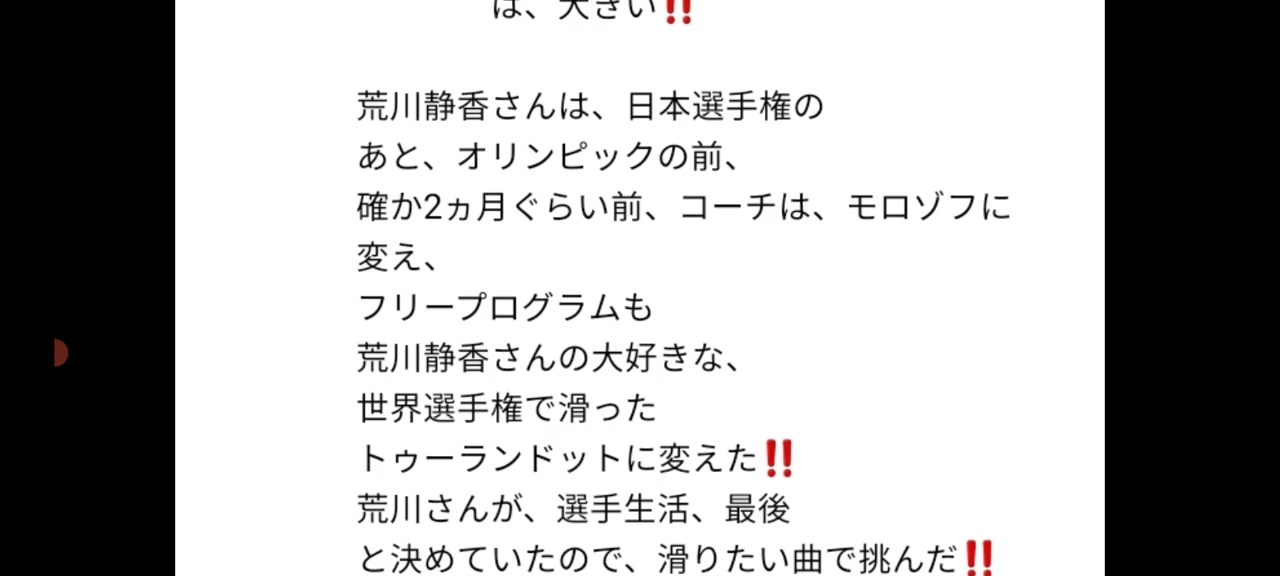 は、大きい‼️
荒川静香さんは、日本選手権の
あと、オリンピックの前、
確か2ヵ月ぐらい前、コーチは、モロゾフに
変え、
フリープログラムも
荒川静香さんの大好きな、
世界選手権で滑った
トゥーランドットに変えた‼️
荒川さんが、選手生活、最後
と決めていたので、滑りたい曲で挑んだ‼️